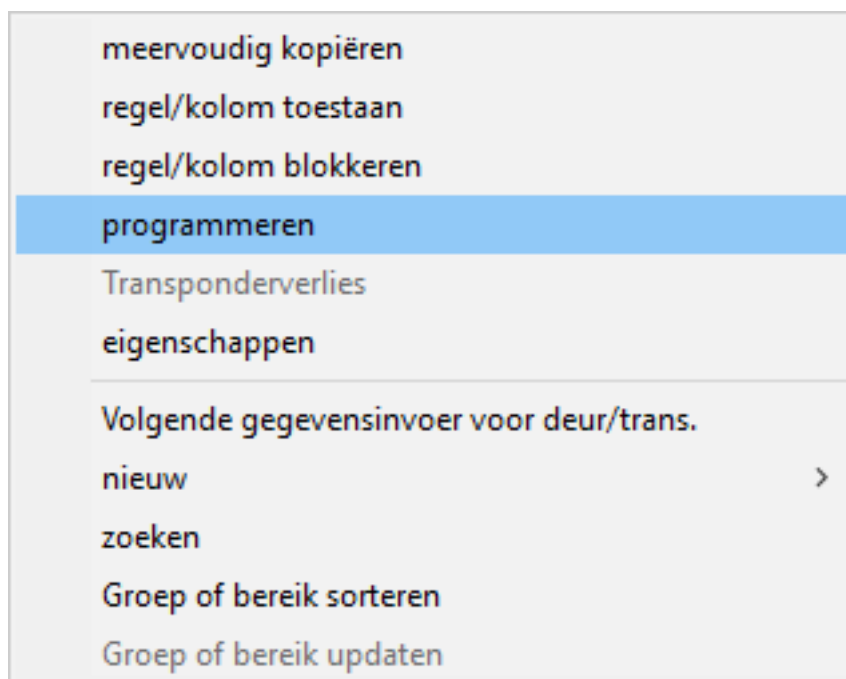 meervoudig kopiëren
regel/kolom toestaan
regel/kolom blokkeren
programmeren
Transponderverlies
eigenschappen
Volgende gegevensinvoer voor deur/trans.
nieuw
zoeken
Groep of bereik sorteren
Groep of bereik updaten